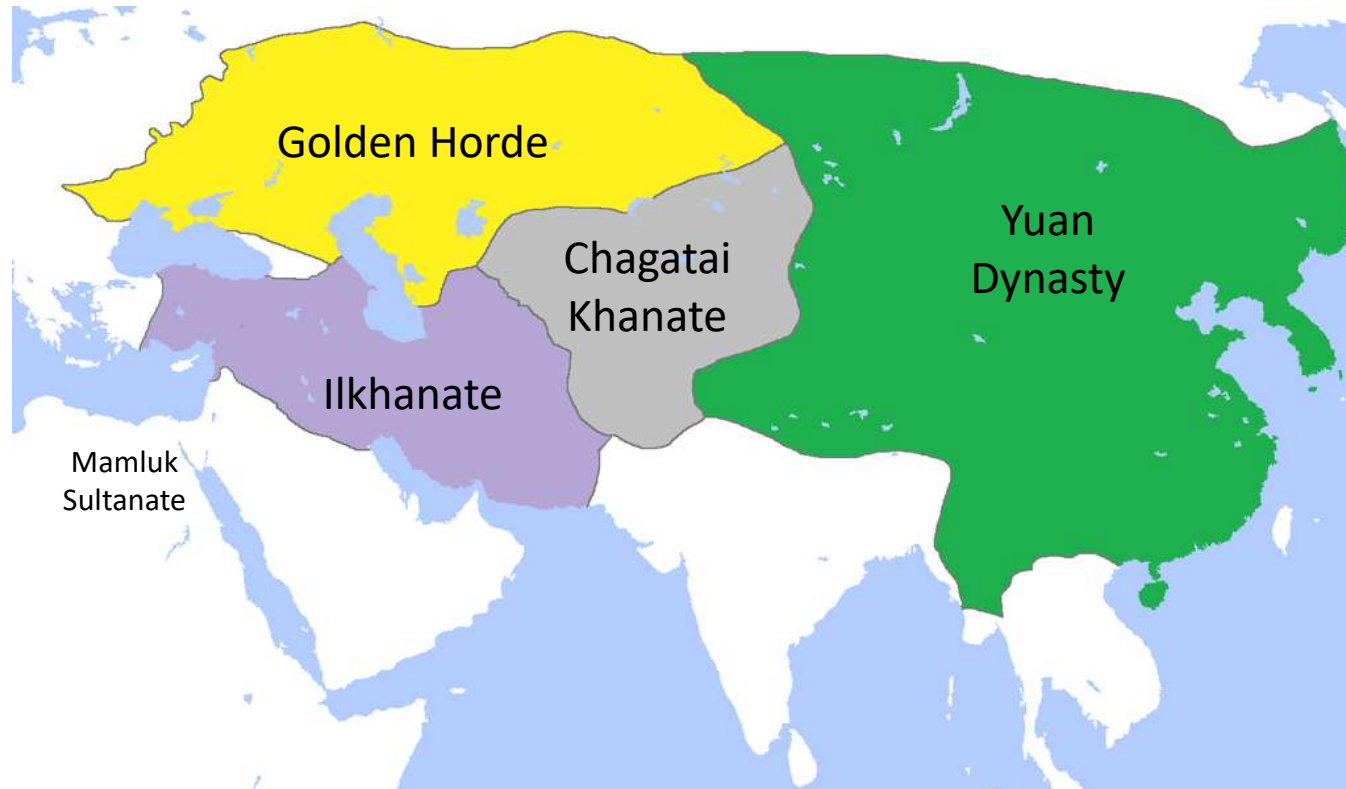 Golden Horde
Yuan
Dynasty
Chagatai
Khanate
Ilkhanate
Mamluk
Sultanate